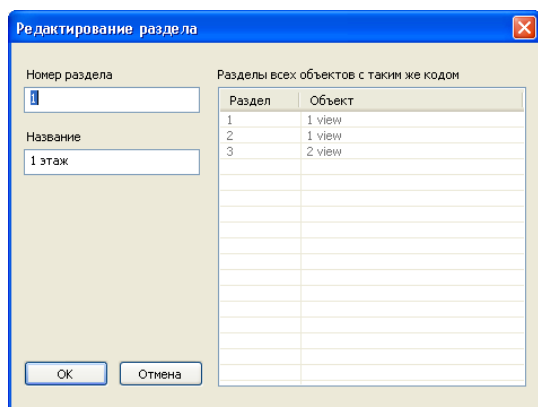 Редактирование раздела
Номер раздела
1
Название
1 этаж
Разделы всех объектов с таким же кодом
Раздел Объект
1 1 view
2 1 view
3 2 view
OK Отмена